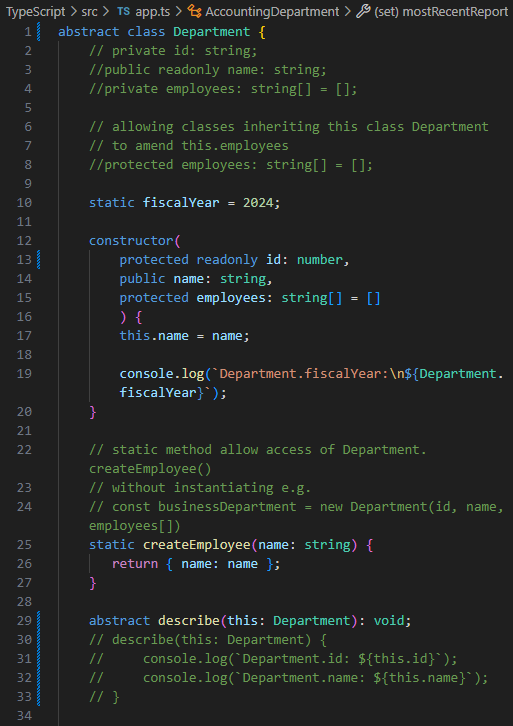 TypeScript > src > TS app.ts > AccountingDepartment > (set) mostRecentReport
1 abstract class Department {
2 // private id: string;
3 //public readonly name: string;
4 //private employees: string[] = [];
5
6 // allowing classes inheriting this class Department
7 // to amend this.employees
8 //protected employees: string[] = [];
9
10 static fiscalYear = 2024;
11
12 constructor(
13 protected readonly id: number,
14 public name: string,
15 protected employees: string[] = []
16 ) {
17 this.name = name;
18
19 console.log(`Department.fiscalYear:\n${Department.
fiscalYear}`);
20 }
21
22 // static method allow access of Department.
createEmployee()
23 // without instantiating e.g.
24 // const businessDepartment = new Department(id, name,
employees[])
25 static createEmployee(name: string) {
26 return { name: name };
27 }
28
29 abstract describe(this: Department): void;
30 // describe(this: Department) {
31 // console.log(`Department.id: ${this.id}`);
32 // console.log(`Department.name: ${this.name}`);
33 // }
34